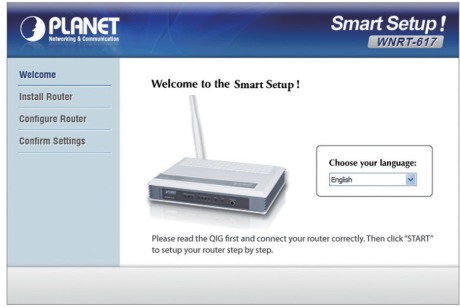 PLANET
Networking & Communication
Smart Setup !
WNRT-617
Welcome
Install Router
Configure Router
Confirm Settings
Welcome to the Smart Setup !
Choose your language:
English
Please read the QIG first and connect your router correctly. Then click "START"
to setup your router step by step.